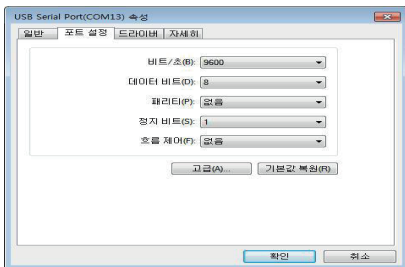 USB Serial Port(COM13) 속성
일반 포트 설정 드라이버 자세히
비트/초(B): 9600
데이터 비트(D): 8
패리티(P): 없음
정지 비트(S): 1
흐름 제어(F): 없음
고급(A)... 기본값 복원(R)
확인 취소